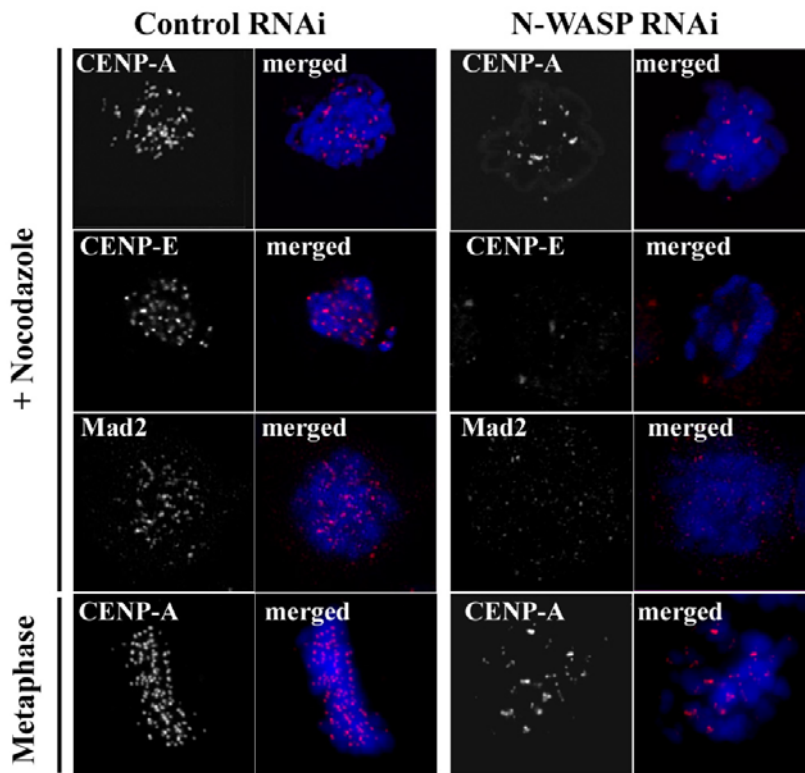 Control RNAi
N-WASP RNAi
+ Nocodazole
CENP-A
merged
CENP-A
merged
CENP-E
merged
CENP-E
merged
Mad2
merged
Mad2
merged
Metaphase
CENP-A
merged
CENP-A
merged